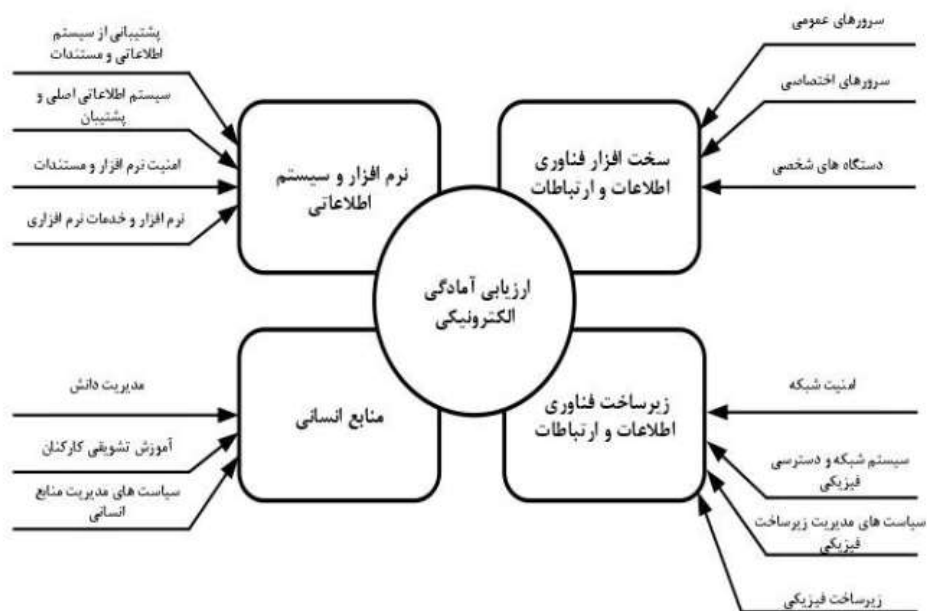 سرورهای عمومی
سرورهای اختصاصی
دستگاه های شخصی
سخت افزار فناوری
اطلاعات و ارتباطات
پشتیبانی از سیستم
اطلاعاتی و مستندات
سیستم اطلاعاتی اصلی و
پشتیبان
امنیت نرم افزار و مستندات
نرم افزار و خدمات نرم افزاری
نرم افزار و سیستم
اطلاعاتی
ارزیابی آمادگی
الکترونیکی
امنیت شبکه
سیستم شبکه و دسترسی
فیزیکی
سیاست های مدیریت زیرساخت
فیزیکی
زیرساخت فیزیکی
زیرساخت فناوری
اطلاعات و ارتباطات
منابع انسانی
مدیریت دانش
آموزش تشویقی کارکنان
سیاست های مدیریت منابع
انسانی